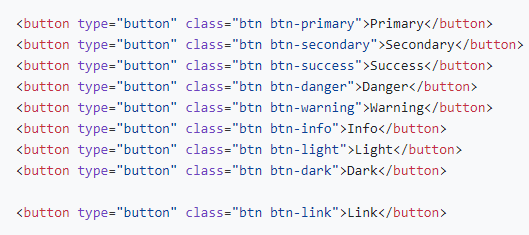 <button type="button" class="btn btn-primary">Primary</button>
<button type="button" class="btn btn-secondary">Secondary</button>
<button type="button" class="btn btn-success">Success</button>
<button type="button" class="btn btn-danger">Danger</button>
<button type="button" class="btn btn-warning">Warning</button>
<button type="button" class="btn btn-info">Info</button>
<button type="button" class="btn btn-light">Light</button>
<button type="button" class="btn btn-dark">Dark</button>
<button type="button" class="btn btn-link">Link</button>